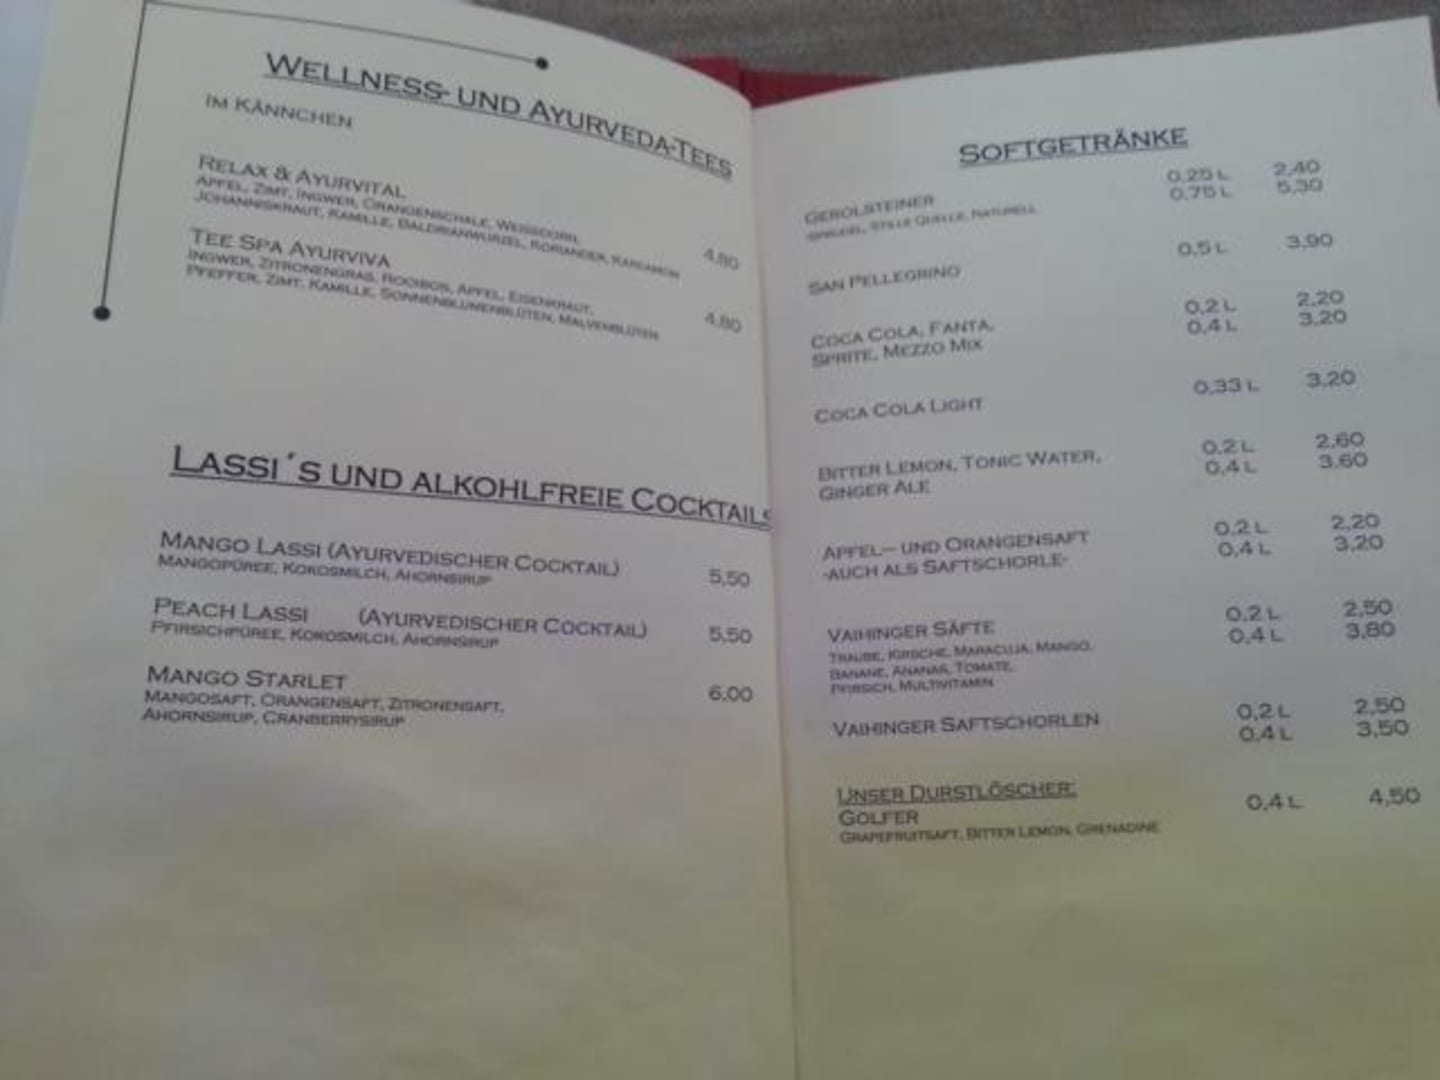 WELLNESS- UND AYURVEDA-TEES
IM KÄNNCHEN
RELAX & AYURVITAL
APFEL, ZIMT, INGWER, ORANGENSCHALE, WEISSDORN,
JOHANNISKRAUT, KAMILLE, BALDRIANWURZEL, KORIANDER, KARDAMOM 4,80
TEE SPA AYURVIVA
INGWER, ZITRONENGRAS, ROOIBOS, APFEL, EISENKRAUT,
PFEFFER, ZIMT, KAMILLE, SONNENBLUMENBLÜTEN, MALVENBLÜTEN 4,80
LASSI´S UND ALKOHLFREIE COCKTAILS
MANGO LASSI (AYURVEDISCHER COCKTAIL)
MANGOPÜREE, KOKOSMILCH, AHORNSIRUP 5,50
PEACH LASSI (AYURVEDISCHER COCKTAIL)
PFIRSICHPÜREE, KOKOSMILCH, AHORNSIRUP 5,50
MANGO STARLET 6.00
MANGOSAFT, ORANGENSAFT, ZITRONENSAFT,
AHORNSIRUP, CRANBERRYSIRUP
SOFTGETRÄNKE
GEROLSTEINER 0,25 L 2,40
SPRUDEL, STILLE QUELLE, NATURELL 0,75 L 5,30
SAN PELLEGRINO 0,5 L 3,90
COCA COLA, FANTA, 0,2 L 2,20
SPRITE, MEZZO MIX 0,4 L 3,20
COCA COLA LIGHT 0,33 L 3,20
BITTER LEMON, TONIC WATER, 0,2 L 2,60
GINGER ALE 0,4 L 3,60
APFEL– UND ORANGENSAFT 0,2 L 2,20
-AUCH ALS SAFTSCHORLE- 0,4 L 3,20
VAIHINGER SÄFTE 0,2 L 2,50
TRAUBE, KIRSCHE, MARACUJA, MANGO, 0,4 L 3,80
BANANE, ANANAS, TOMATE,
PFIRSICH, MULTIVITAMIN
VAIHINGER SAFTSCHORLEN 0,2 L 2,50
0,4 L 3,50
UNSER DURSTLÖSCHER:
GOLFER 0,4 L 4,50
GRAPEFRUITSAFT, BITTER LEMON, GRENADINE